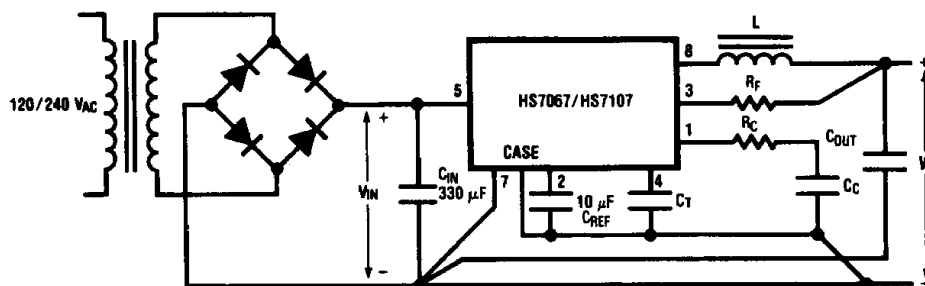 L
8
5
HS7067/HS7107
3
RF
120/240 VAC
1
RC
COUT
+
CASE
VIN
CIN
330 μF
7
2
4
10 μF
CREF
CT
CC
V
−
+